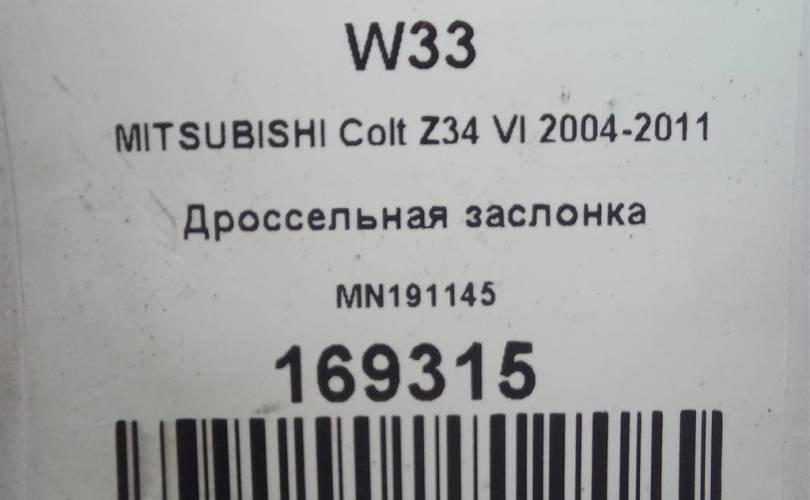 W33
MITSUBISHI Colt Z34 VI 2004-2011
Дроссельная заслонка
MN191145
169315